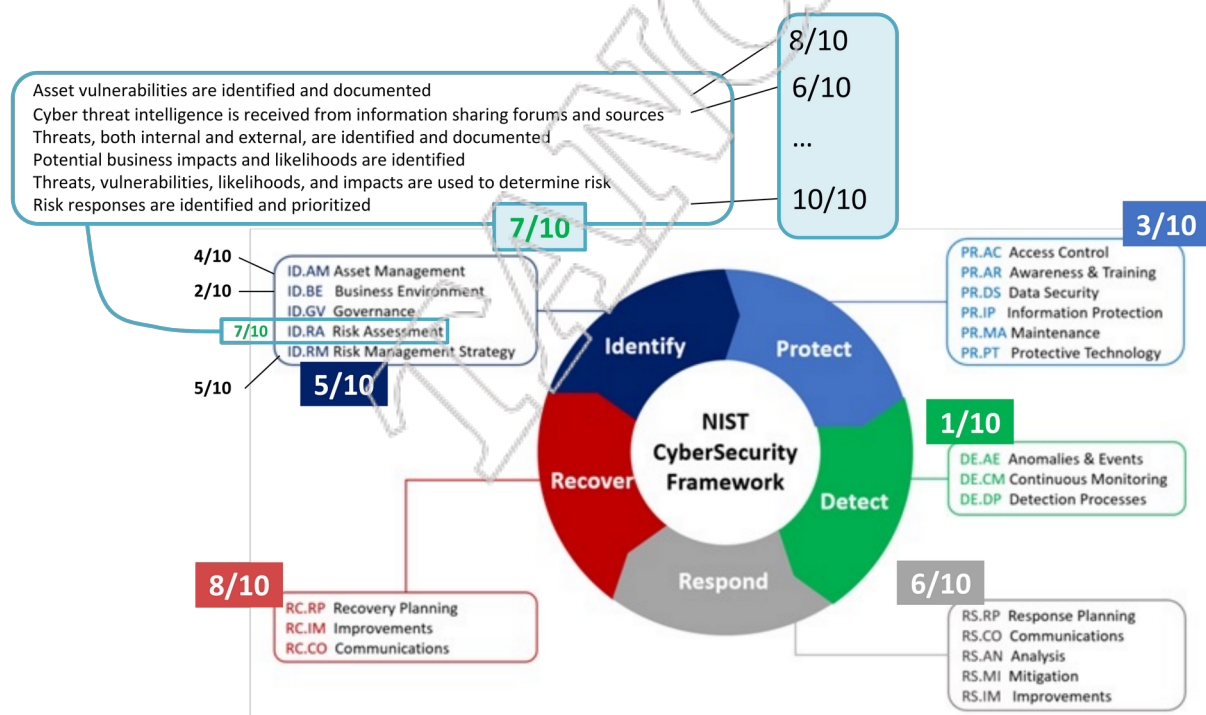 8/10
6/10
...
10/10
Asset vulnerabilities are identified and documented
Cyber threat intelligence is received from information sharing forums and sources
Threats, both internal and external, are identified and documented
Potential business impacts and likelihoods are identified
Threats, vulnerabilities, likelihoods, and impacts are used to determine risk
Risk responses are identified and prioritized
7/10
4/10
2/10
7/10
5/10
ID.AM Asset Management
ID.BE Business Environment
ID.GV Governance
ID.RA Risk Assessment
ID.RM Risk Management Strategy
5/10
3/10
PR.AC Access Control
PR.AR Awareness & Training
PR.DS Data Security
PR.IP Information Protection
PR.MA Maintenance
PR.PT Protective Technology
Identify
Protect
NIST
CyberSecurity
Framework
Recover
Detect
Respond
1/10
DE.AE Anomalies & Events
DE.CM Continuous Monitoring
DE.DP Detection Processes
8/10
RC.RP Recovery Planning
RC.IM Improvements
RC.CO Communications
6/10
RS.RP Response Planning
RS.CO Communications
RS.AN Analysis
RS.MI Mitigation
RS.IM Improvements